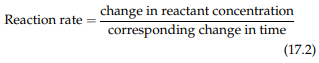 Reaction rate = change in reactant concentration / corresponding change in time
(17.2)